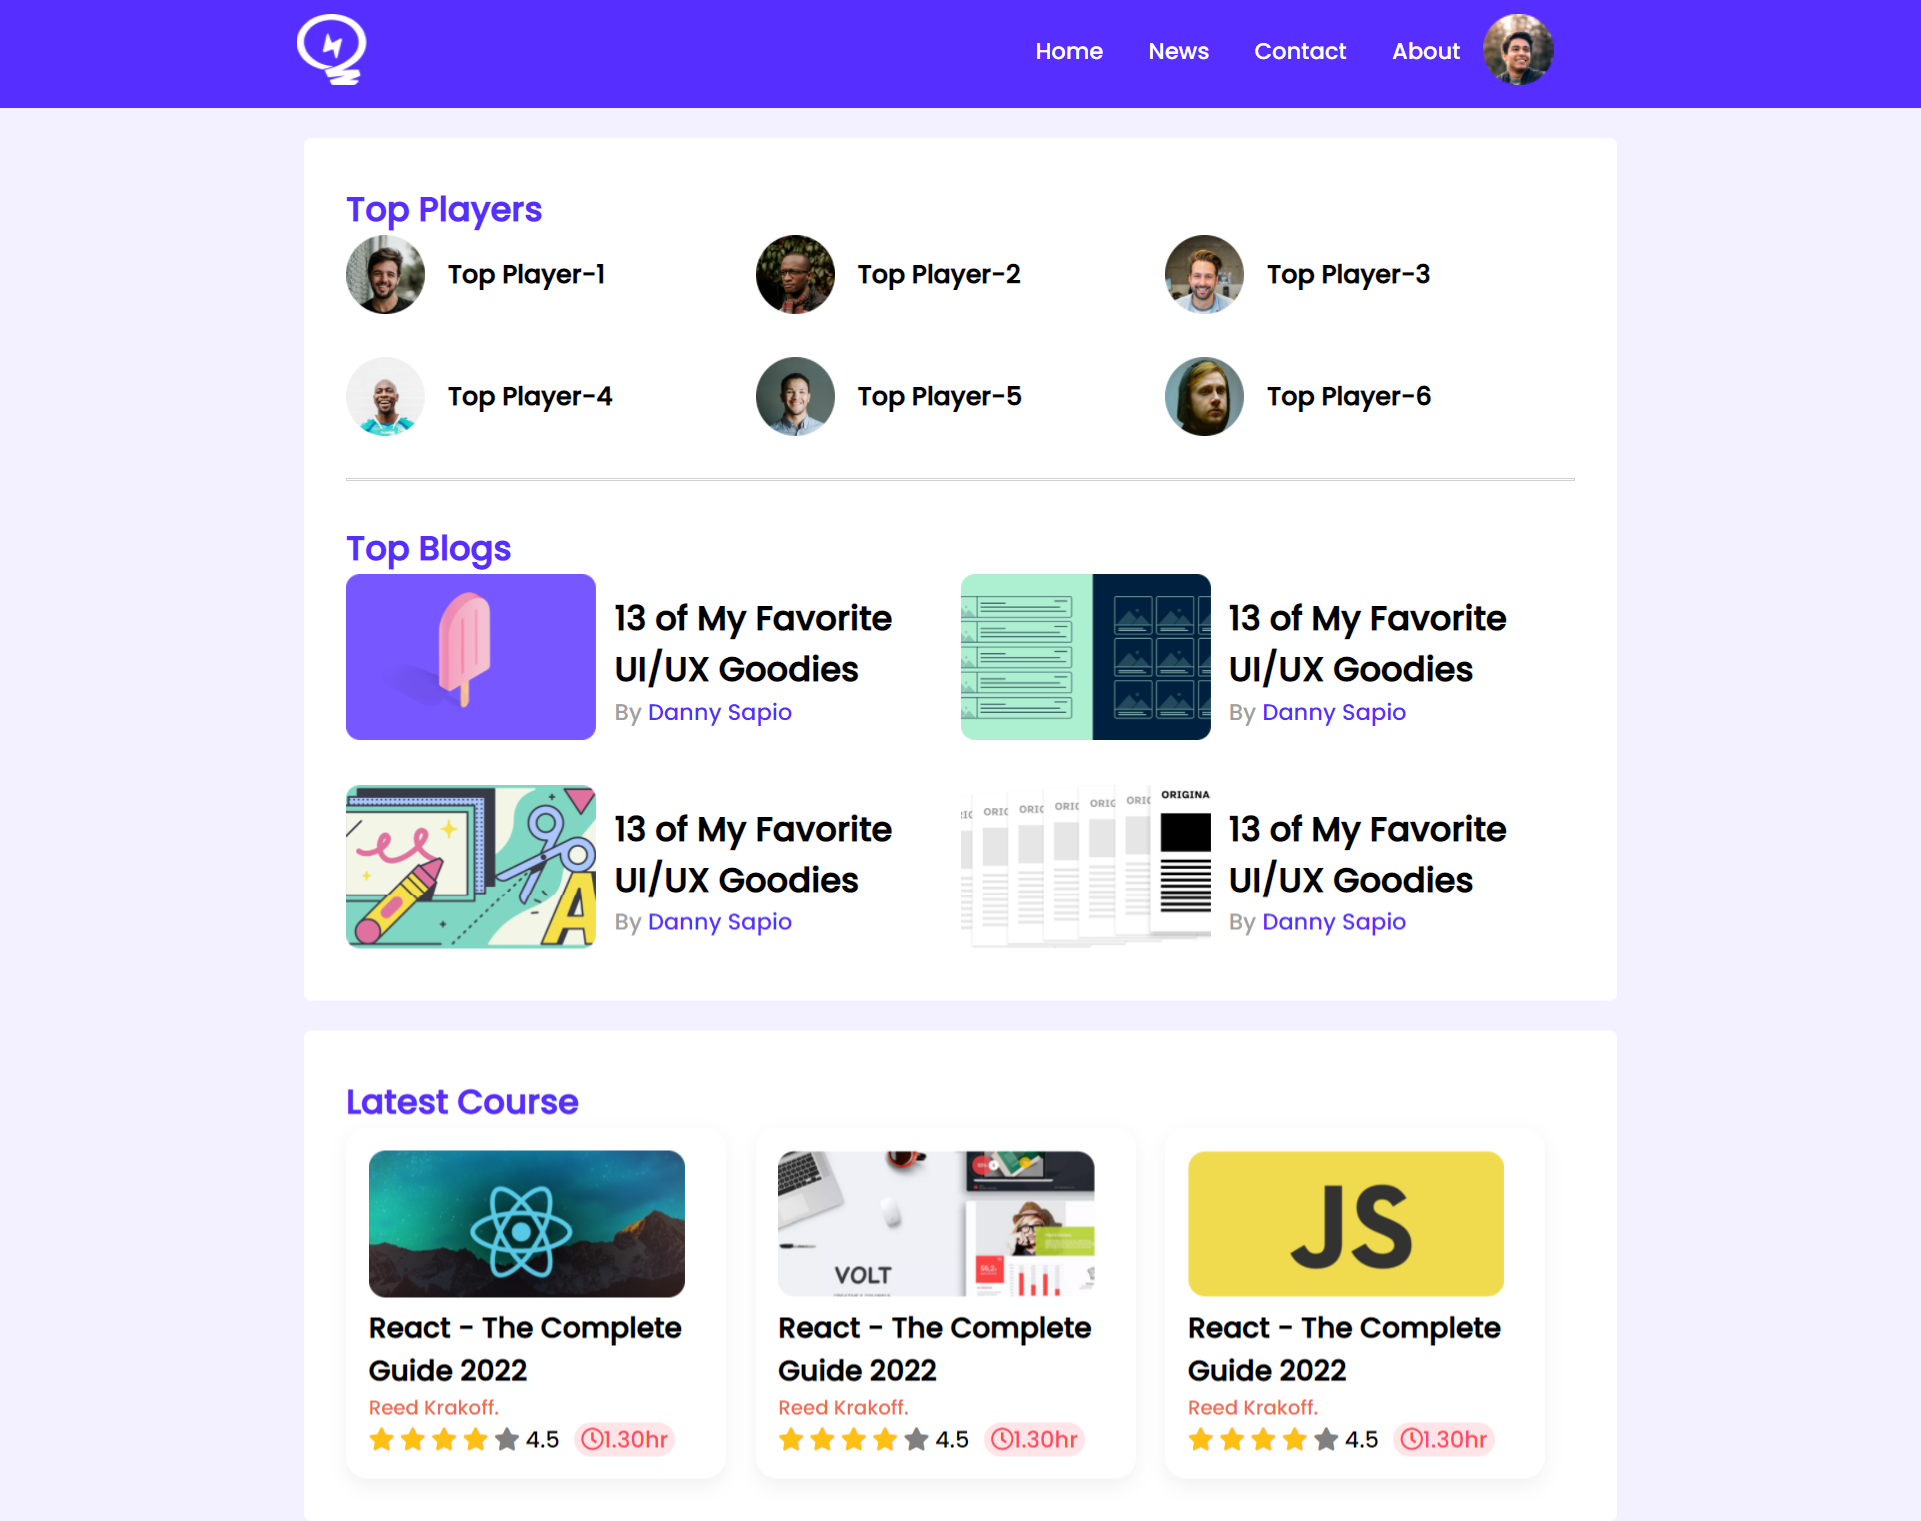 Home News Contact About
Top Players
Top Player-1 Top Player-2 Top Player-3
Top Player-4 Top Player-5 Top Player-6
Top Blogs
13 of My Favorite
UI/UX Goodies
By Danny Sapio
13 of My Favorite
UI/UX Goodies
By Danny Sapio
A
13 of My Favorite
UI/UX Goodies
By Danny Sapio
ORIG ORIG ORIG ORIG ORIG ORIGINA
13 of My Favorite
UI/UX Goodies
By Danny Sapio
Latest Course
React - The Complete
Guide 2022
Reed Krakoff.
4.5 1.30hr
VOLT
React - The Complete
Guide 2022
Reed Krakoff.
4.5 1.30hr
JS
React - The Complete
Guide 2022
Reed Krakoff.
4.5 1.30hr